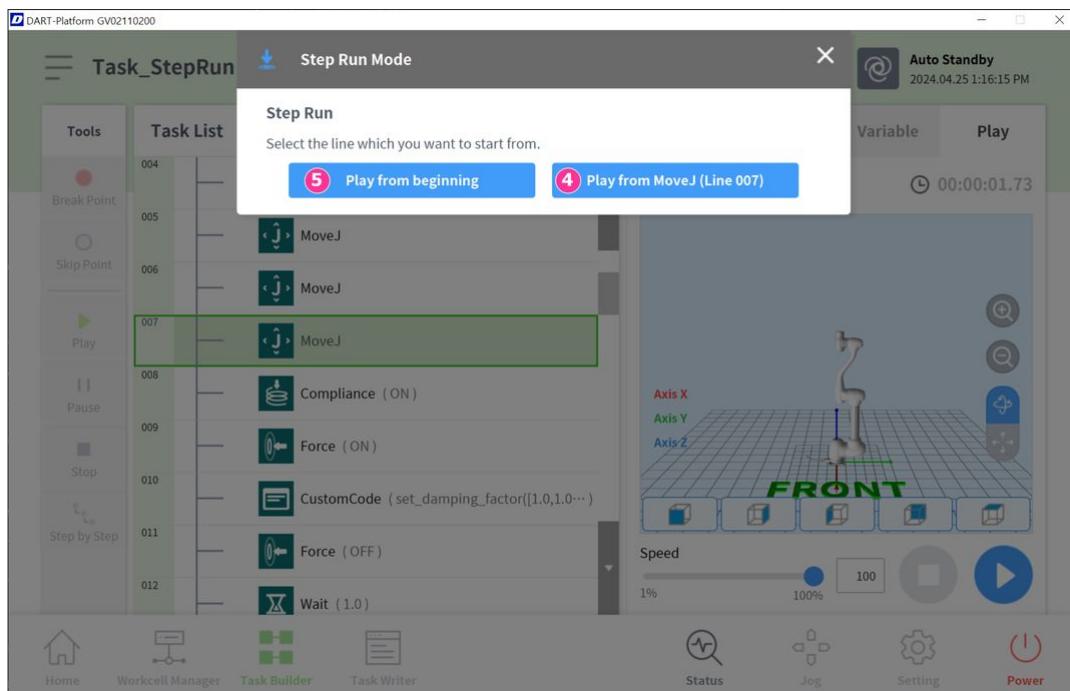 DART-Platform GV02110200
Task_StepRun
Step Run Mode
Auto Standby
2024.04.25 1:16:15 PM
Step Run
Select the line which you want to start from.
5 Play from beginning
4 Play from MoveJ (Line 007)
Tools
Task List
Variable
Play
00:00:01.73
Break Point
Skip Point
Play
Pause
Stop
Step by Step
004
005 MoveJ
006 MoveJ
007 MoveJ
008 Compliance (ON)
009 Force (ON)
010 CustomCode (set_damping_factor([1.0,1.0⋯)
011 Force (OFF)
012 Wait (1.0)
Axis X
Axis Y
Axis Z
FRONT
Speed
1%
100%
100
Home
Workcell Manager
Task Builder
Task Writer
Status
Jog
Setting
Power